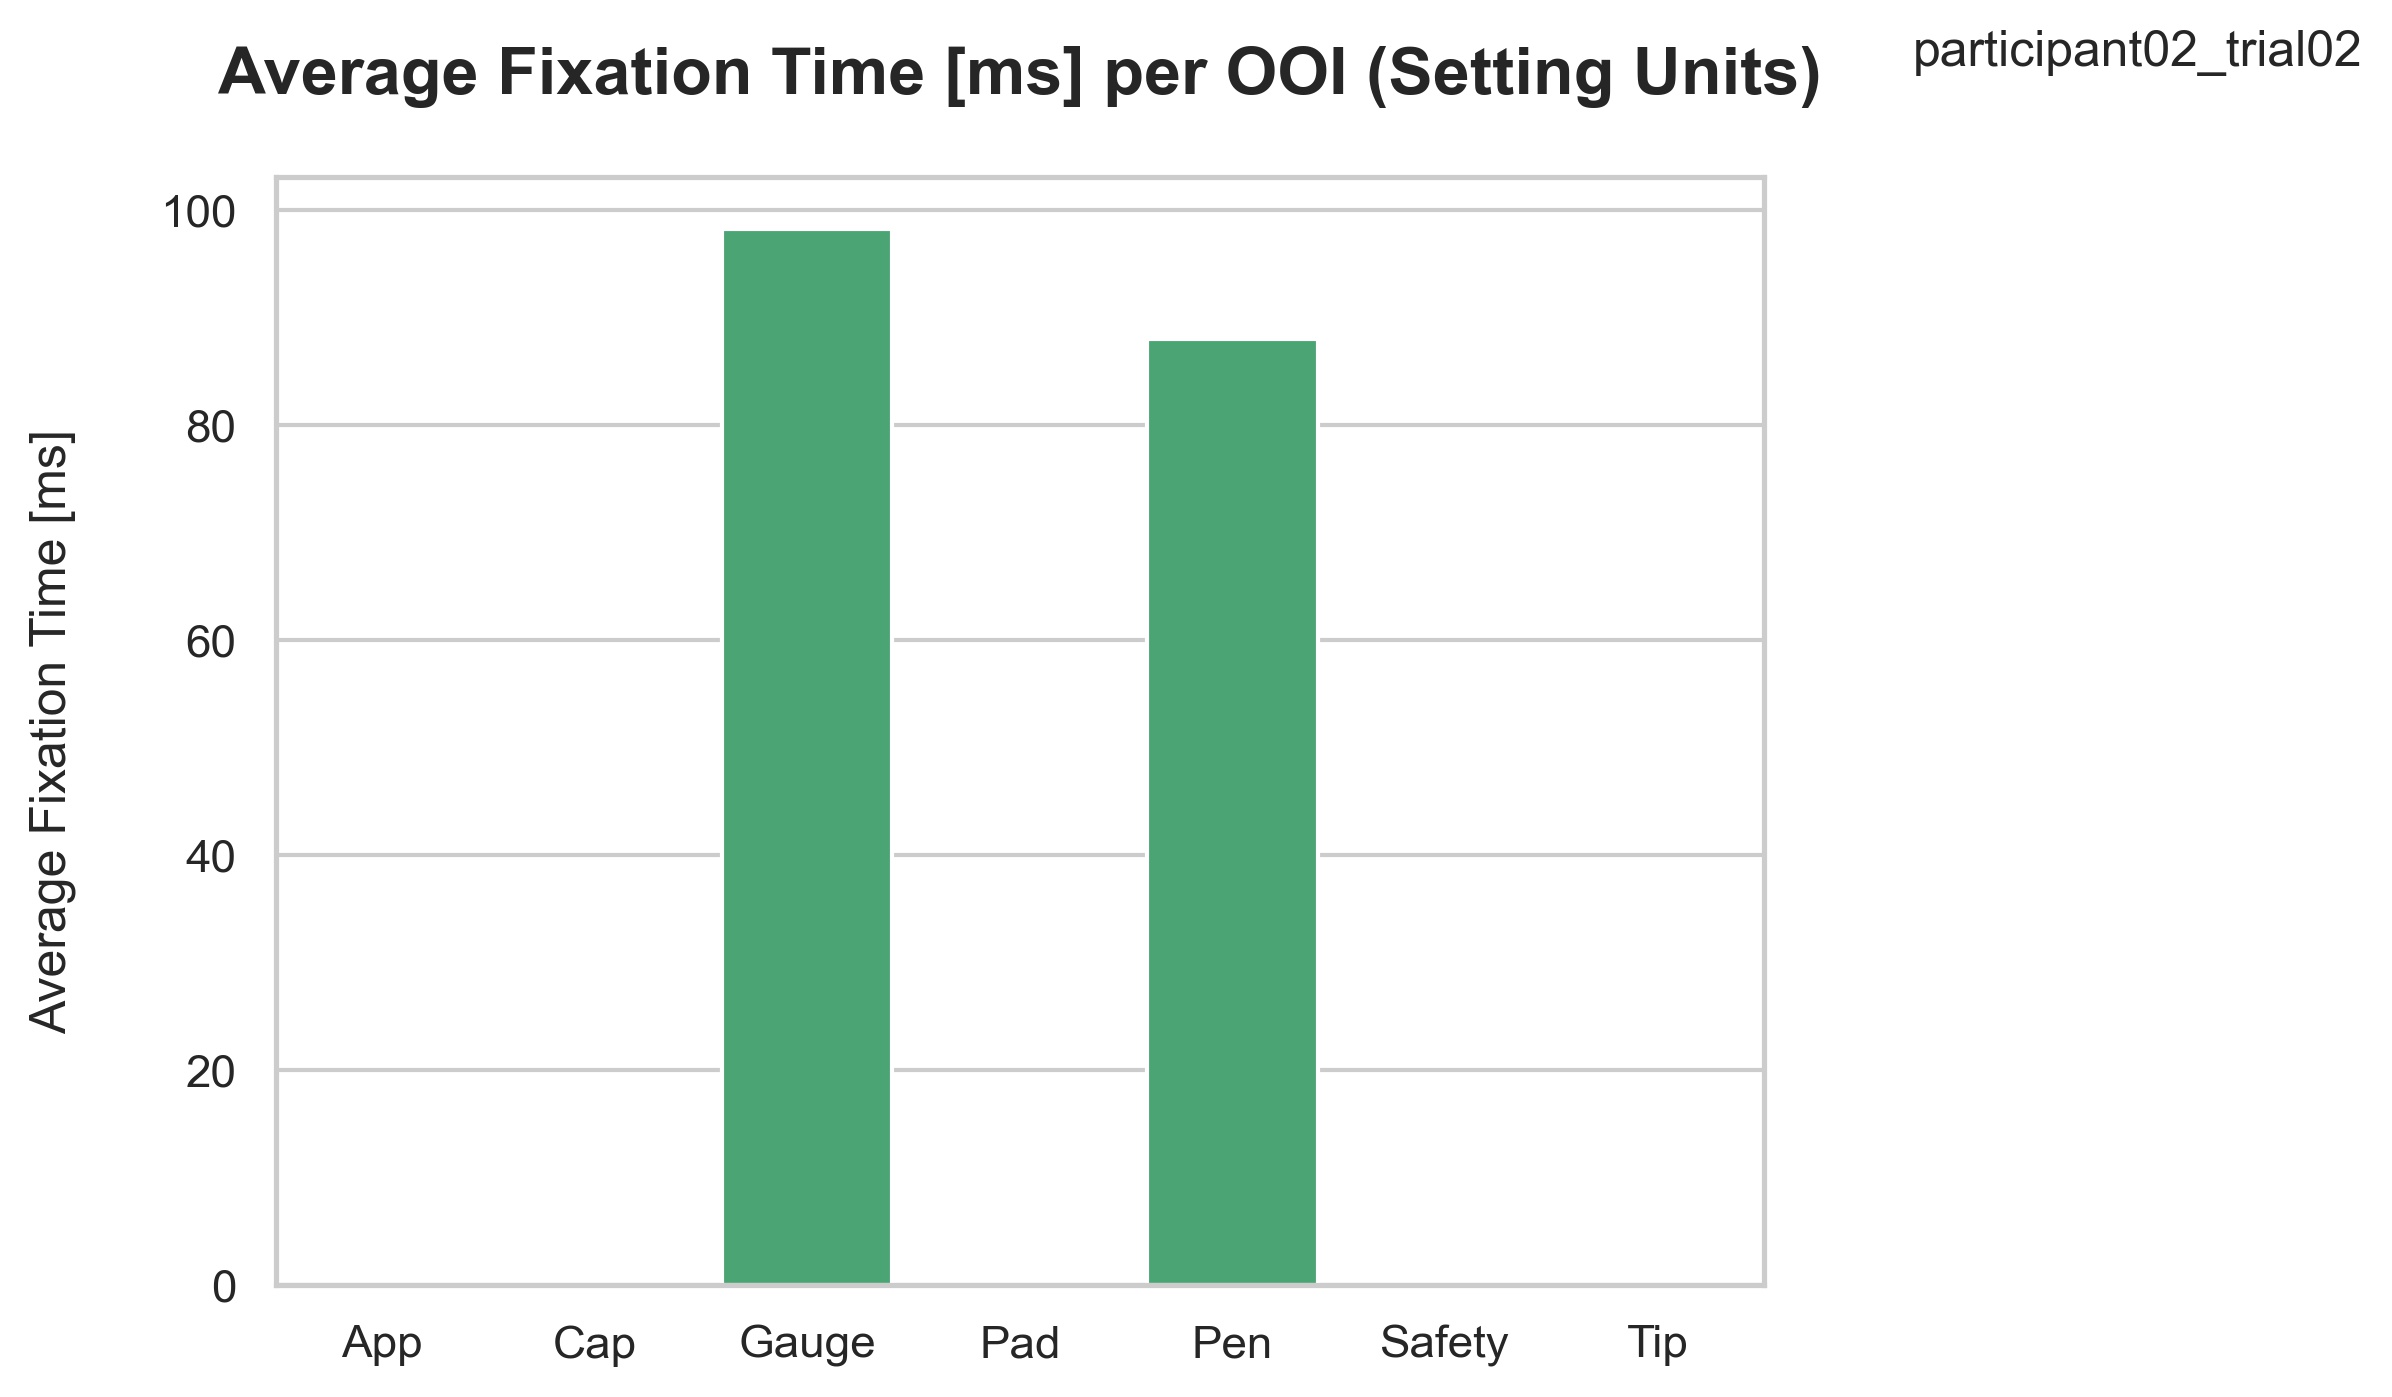 participant02_trial02
Average Fixation Time [ms] per OOI (Setting Units)
Average Fixation Time [ms]
100
80
60
40
20
0
App Cap Gauge Pad Pen Safety Tip